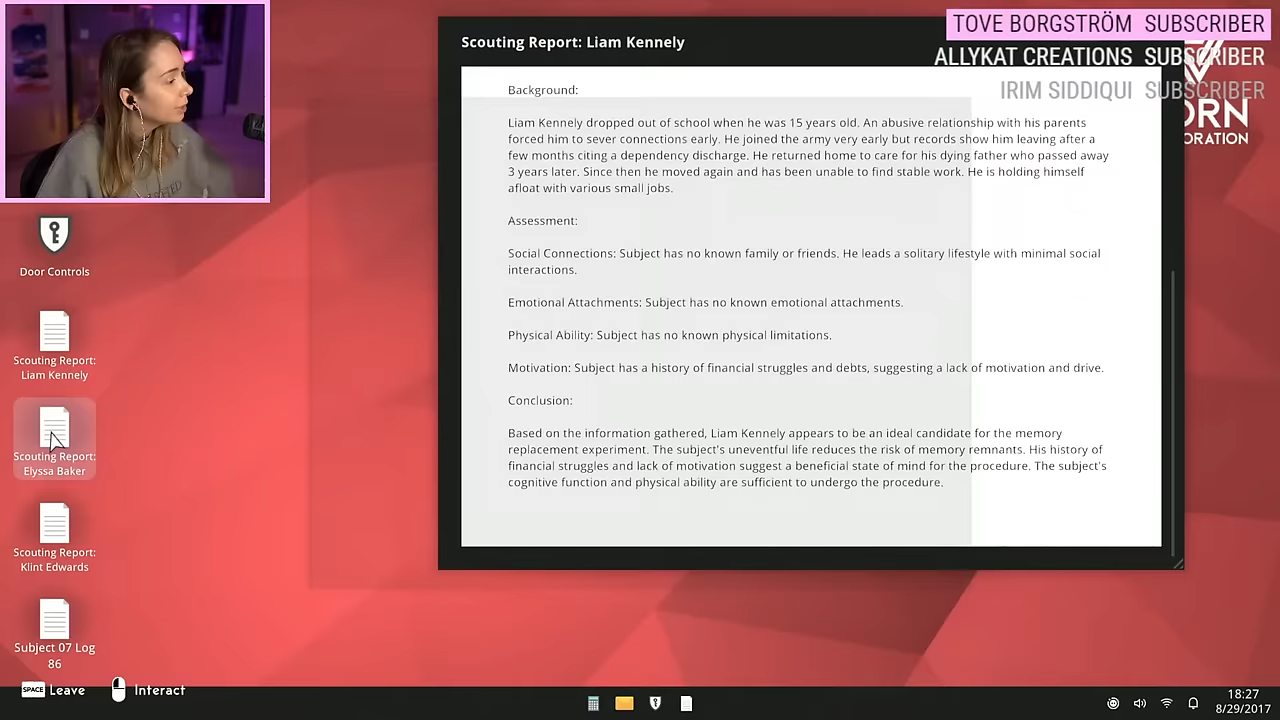 TOVE BORGSTRÖM SUBSCRIBER
ALLYKAT CREATIONS SUBSCRIBER
IRIM SIDDIQUI SUBSCRIBER
ORN
ORATION
Scouting Report: Liam Kennely
Background:
Liam Kennely dropped out of school when he was 15 years old. An abusive relationship with his parents
forced him to sever connections early. He joined the army very early but records show him leaving after a
few months citing a dependency discharge. He returned home to care for his dying father who passed away
3 years later. Since then he moved again and has been unable to find stable work. He is holding himself
afloat with various small jobs.
Assessment:
Social Connections: Subject has no known family or friends. He leads a solitary lifestyle with minimal social
interactions.
Emotional Attachments: Subject has no known emotional attachments.
Physical Ability: Subject has no known physical limitations.
Motivation: Subject has a history of financial struggles and debts, suggesting a lack of motivation and drive.
Conclusion:
Based on the information gathered, Liam Kennely appears to be an ideal candidate for the memory
replacement experiment. The subject's uneventful life reduces the risk of memory remnants. His history of
financial struggles and lack of motivation suggest a beneficial state of mind for the procedure. The subject's
cognitive function and physical ability are sufficient to undergo the procedure.
Door Controls
Scouting Report:
Liam Kennely
Scouting Report:
Elyssa Baker
Scouting Report:
Klint Edwards
Subject 07 Log
86
SPACE Leave Interact
18:27
8/29/2017